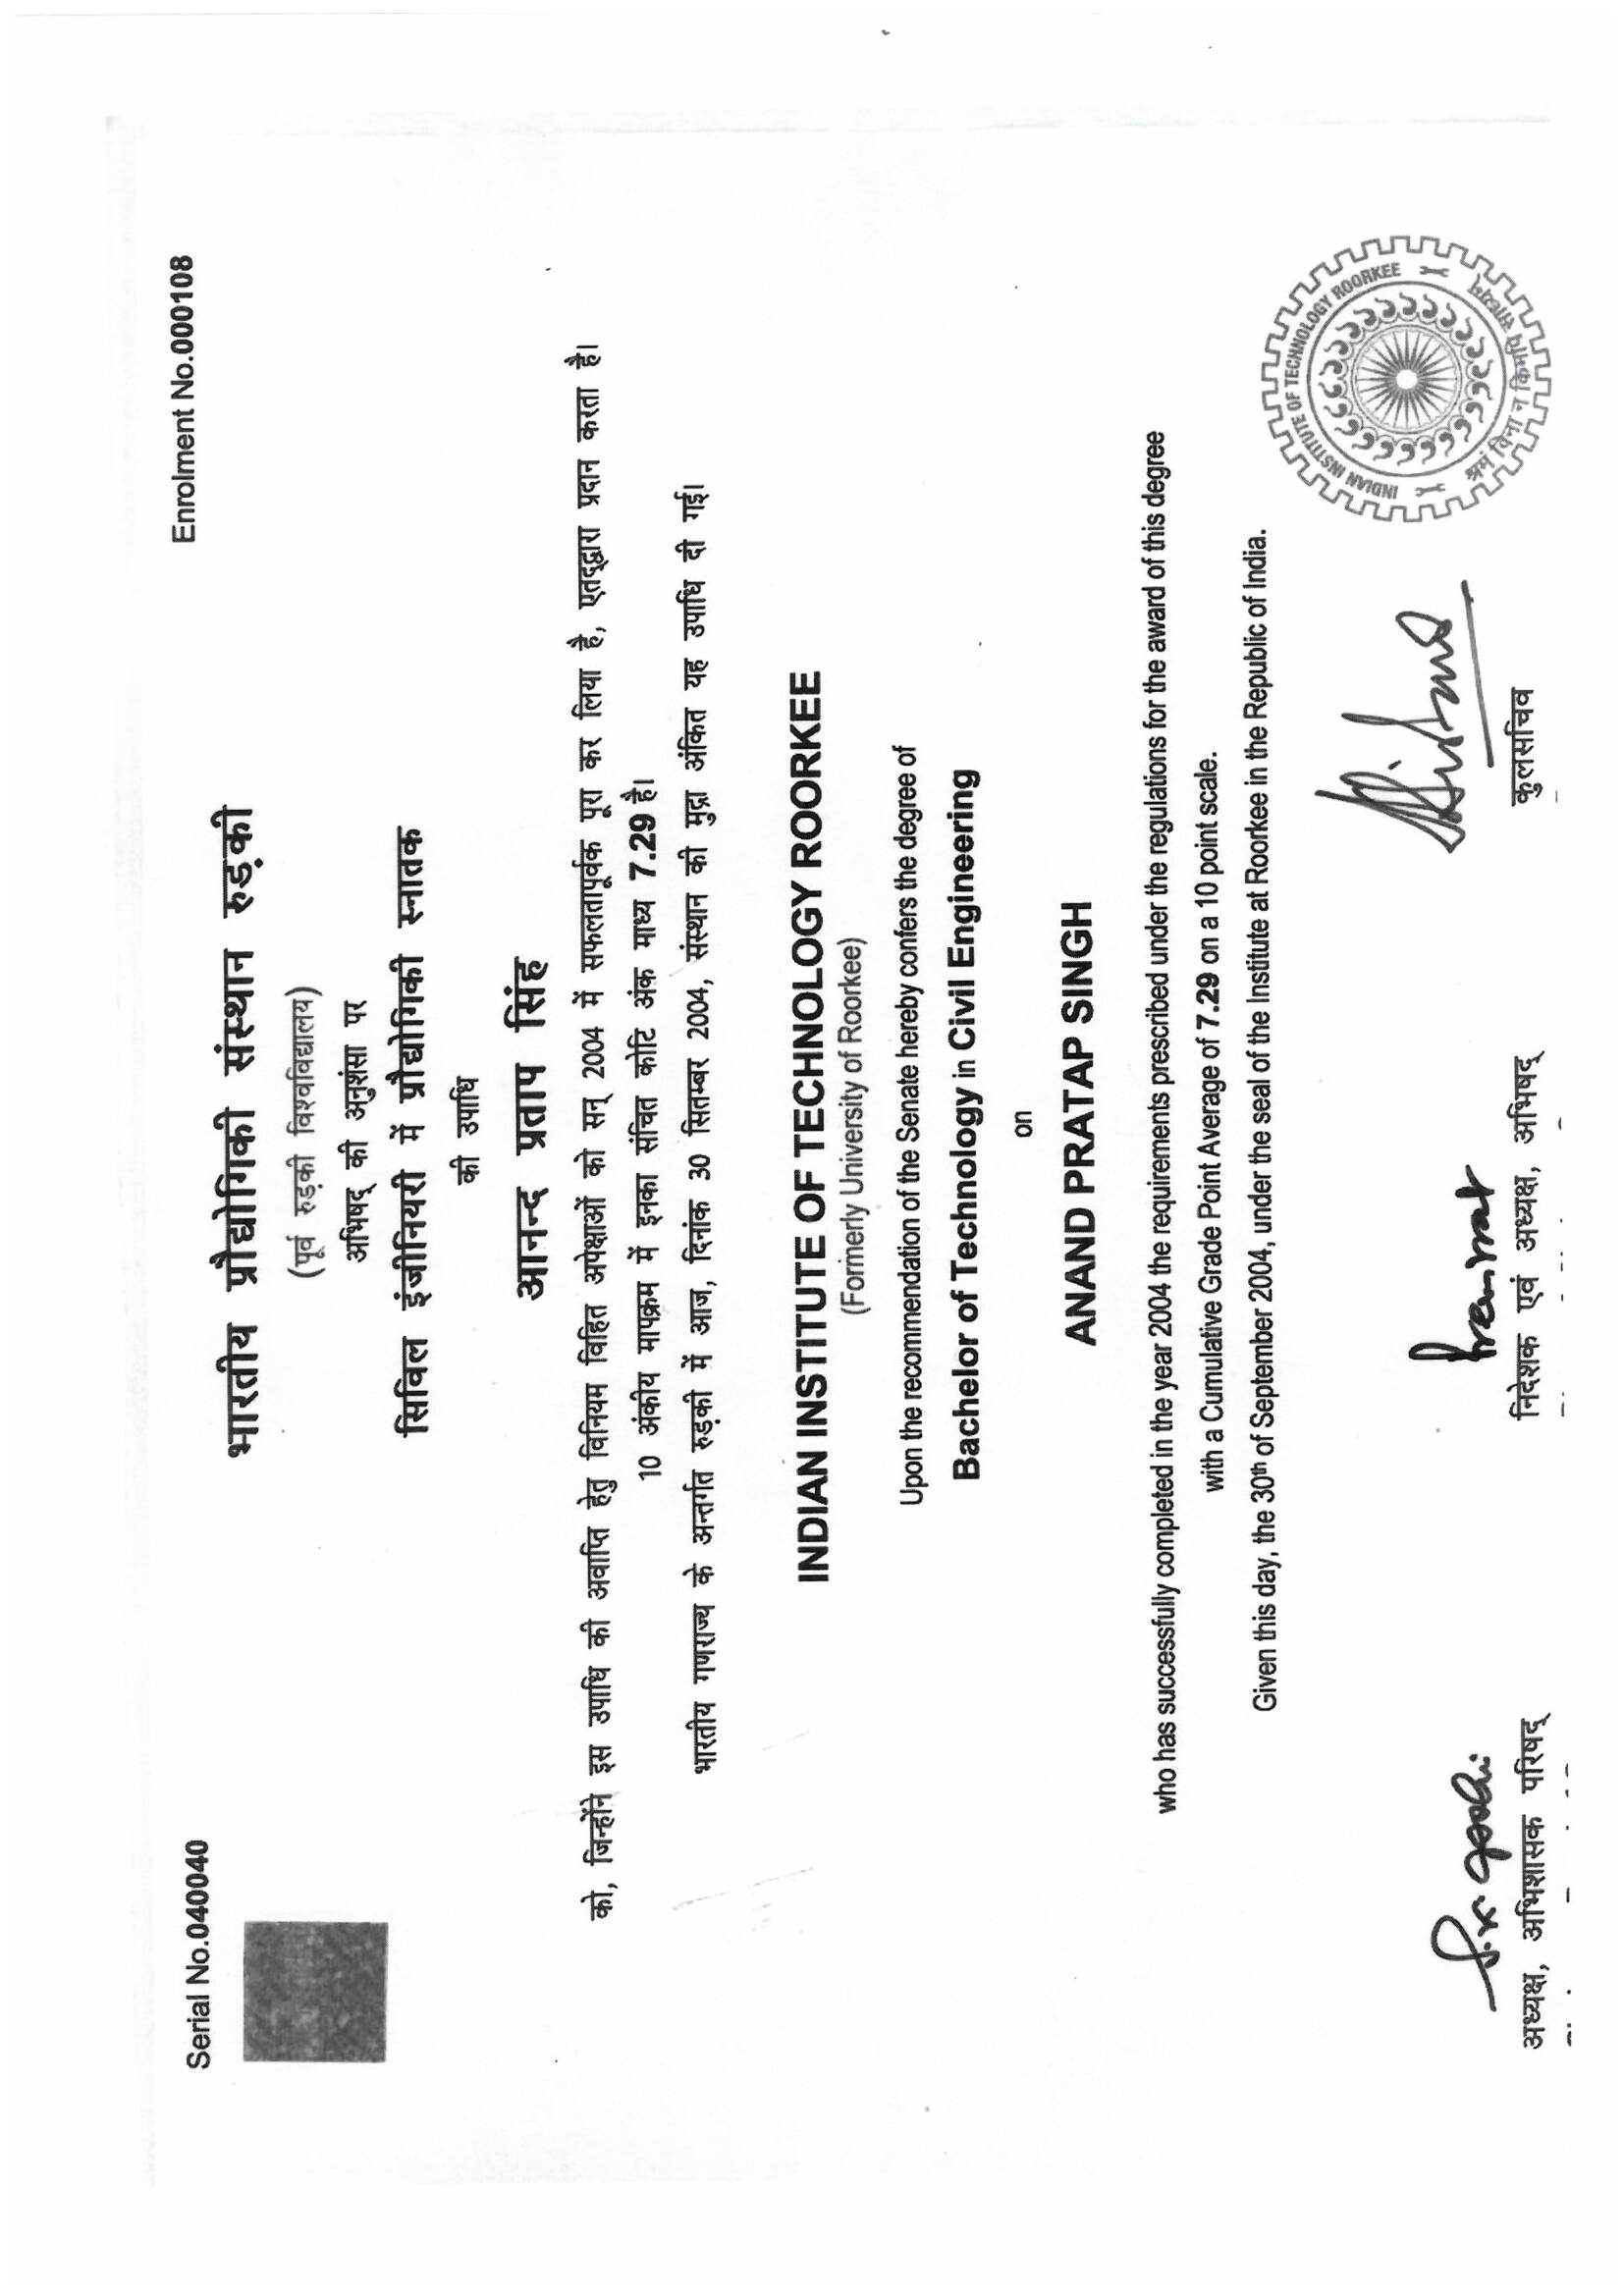 Serial No.040040
Enrolment No.000108
भारतीय प्रौद्योगिकी संस्थान रुड़की
(पूर्व रुड़की विश्वविद्यालय)
अभिषद् की अनुशंसा पर
सिविल इंजीनियरी में प्रौद्योगिकी स्नातक
की उपाधि
आनन्द प्रताप सिंह
को, जिन्होंने इस उपाधि की अवाप्ति हेतु विनियम विहित अपेक्षाओं को सन् 2004 में सफलतापूर्वक पूरा कर लिया है, एतद्द्वारा प्रदान करता है।
10 अंकीय मापक्रम में इनका संचित कोटि अंक माध्य 7.29 है।
भारतीय गणराज्य के अन्तर्गत रुड़की में आज, दिनांक 30 सितम्बर 2004, संस्थान की मुद्रा अंकित यह उपाधि दी गई।
INDIAN INSTITUTE OF TECHNOLOGY ROORKEE
(Formerly University of Roorkee)
Upon the recommendation of the Senate hereby confers the degree of
Bachelor of Technology in Civil Engineering
on
ANAND PRATAP SINGH
who has successfully completed in the year 2004 the requirements prescribed under the regulations for the award of this degree
with a Cumulative Grade Point Average of 7.29 on a 10 point scale.
Given this day, the 30th of September 2004, under the seal of the Institute at Roorkee in the Republic of India.
INDIAN INSTITUTE OF TECHNOLOGY ROORKEE
श्रमं विना न किमपि साध्यम्
अध्यक्ष, अभिशासक परिषद्
निदेशक एवं अध्यक्ष, अभिषद्
कुलसचिव